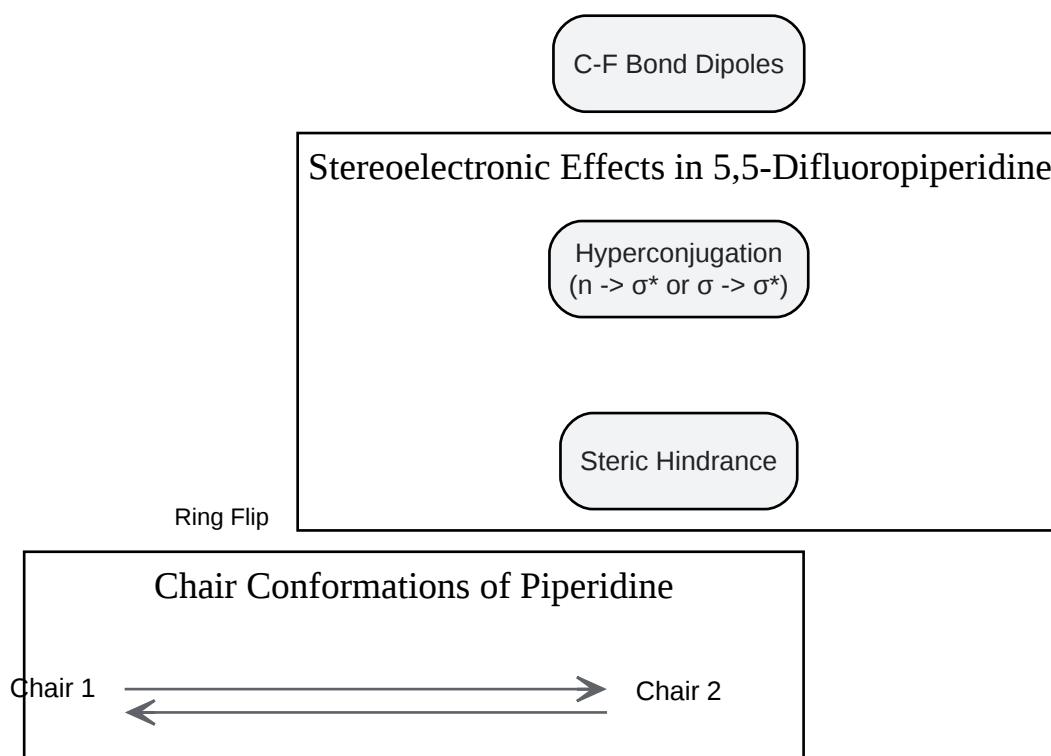 C-F Bond Dipoles
Stereoelectronic Effects in 5,5-Difluoropiperidine
Hyperconjugation
(n -> σ* or σ -> σ*)
Steric Hindrance
Ring Flip
Chair Conformations of Piperidine
Chair 1
Chair 2